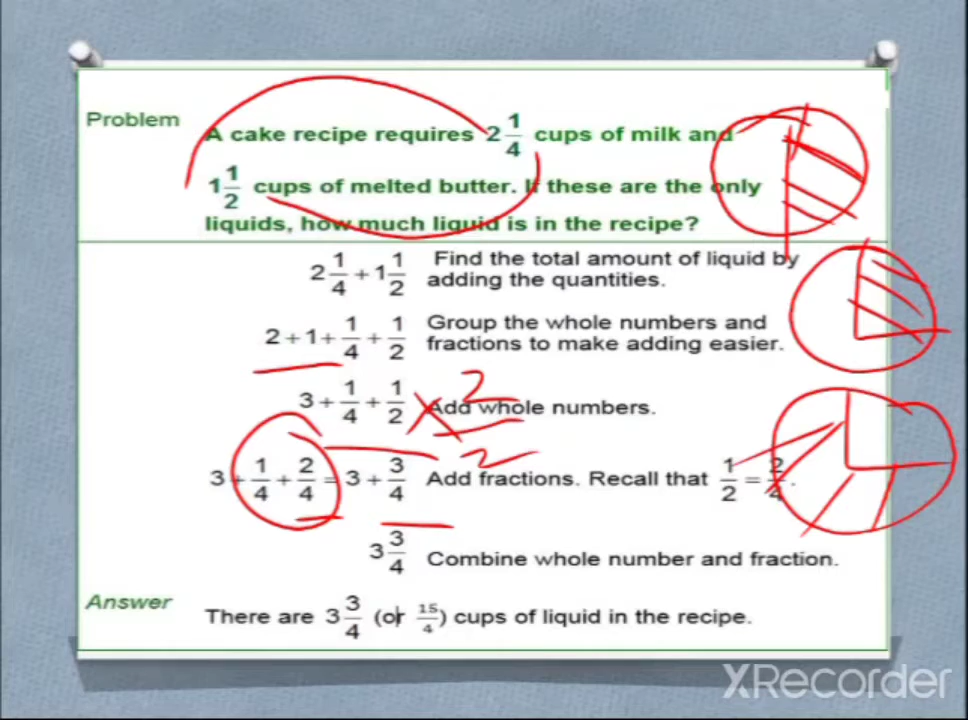 Problem
A cake recipe requires 2 1/4 cups of milk and
1 1/2 cups of melted butter. If these are the only
liquids, how much liquid is in the recipe?
2 1/4 + 1 1/2 Find the total amount of liquid by
adding the quantities.
2 + 1 + 1/4 + 1/2 Group the whole numbers and
fractions to make adding easier.
2
3 + 1/4 + 1/2 Add whole numbers.
2
3 + 1/4 + 2/4 = 3 + 3/4 Add fractions. Recall that 1/2 = 2/4.
3 3/4 Combine whole number and fraction.
Answer
There are 3 3/4 (or 15/4) cups of liquid in the recipe.
XRecorder